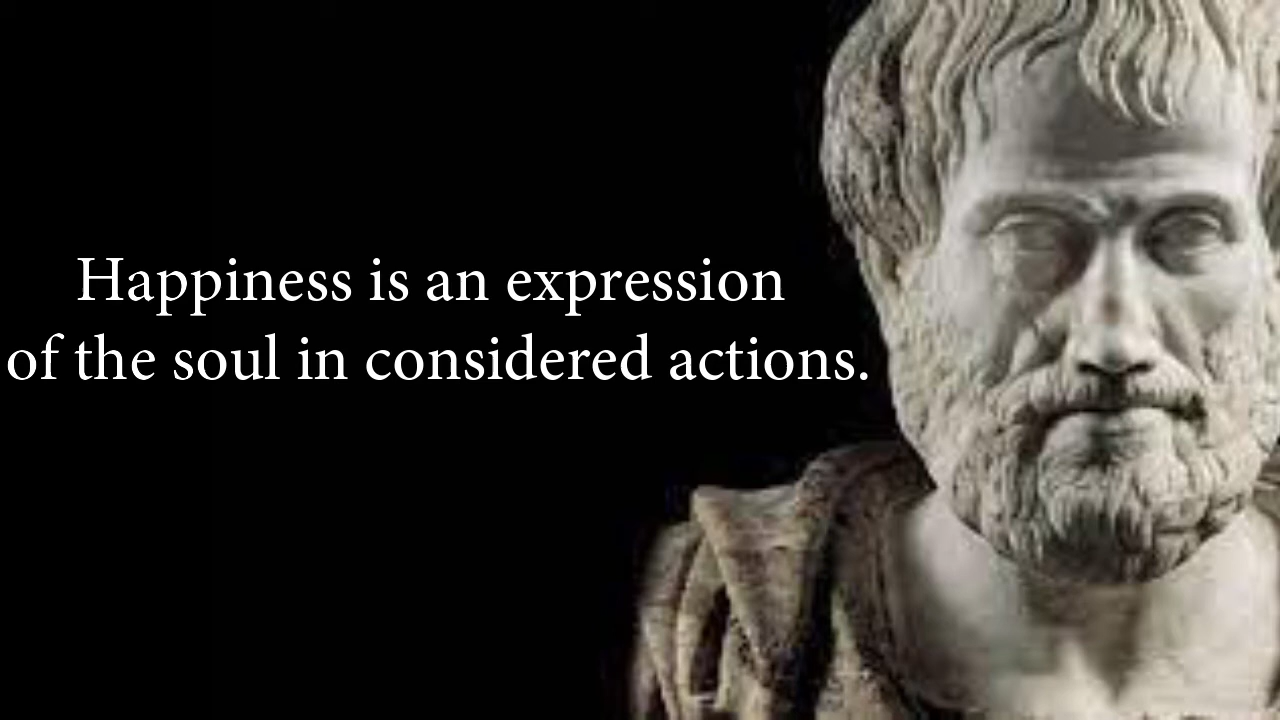 Happiness is an expression
of the soul in considered actions.